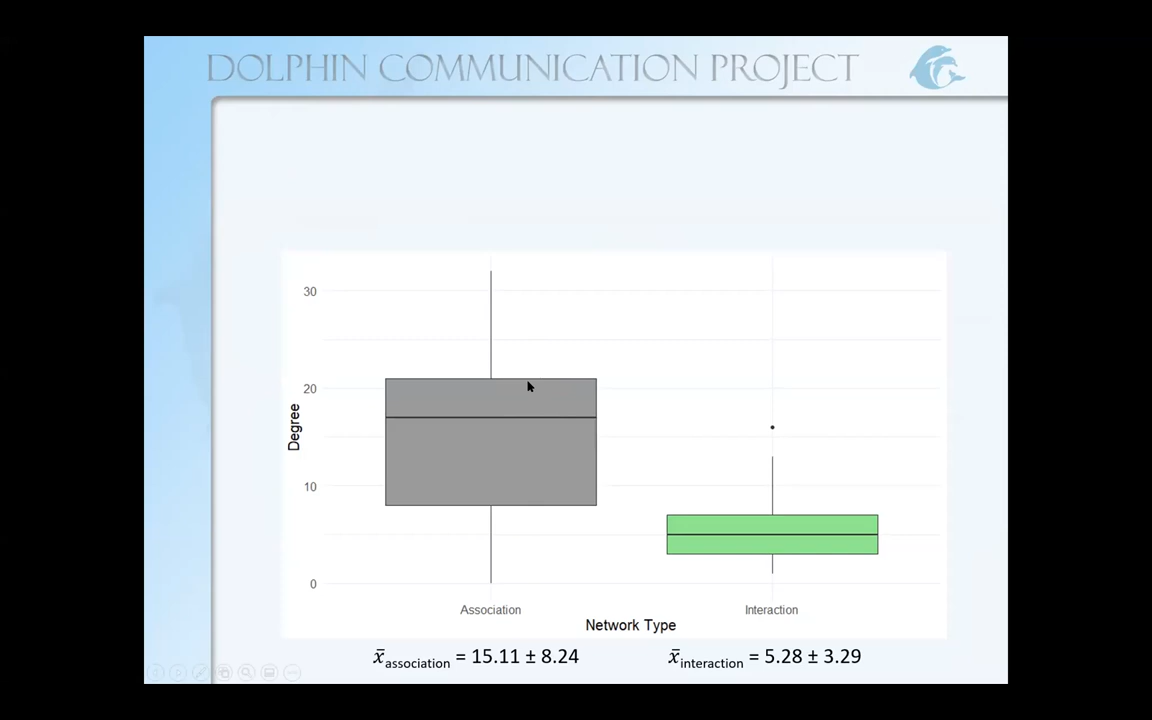 DOLPHIN COMMUNICATION PROJECT
30
20
10
0
Degree
Association
Interaction
Network Type
x̄association = 15.11 ± 8.24
x̄interaction = 5.28 ± 3.29